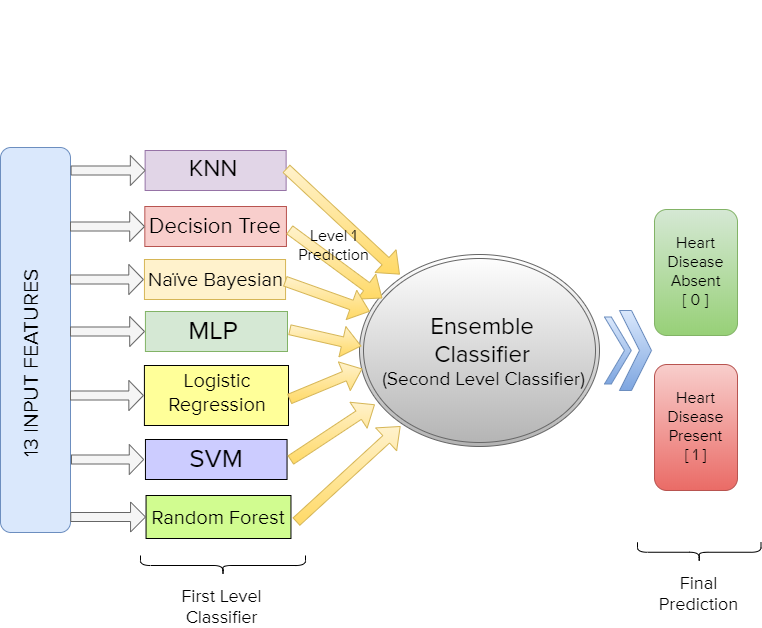 13 INPUT FEATURES
KNN
Decision Tree
Naïve Bayesian
MLP
Logistic
Regression
SVM
Random Forest
First Level
Classifier
Level 1
Prediction
Ensemble
Classifier
(Second Level Classifier)
Heart
Disease
Absent
[ 0 ]
Heart
Disease
Present
[ 1 ]
Final
Prediction